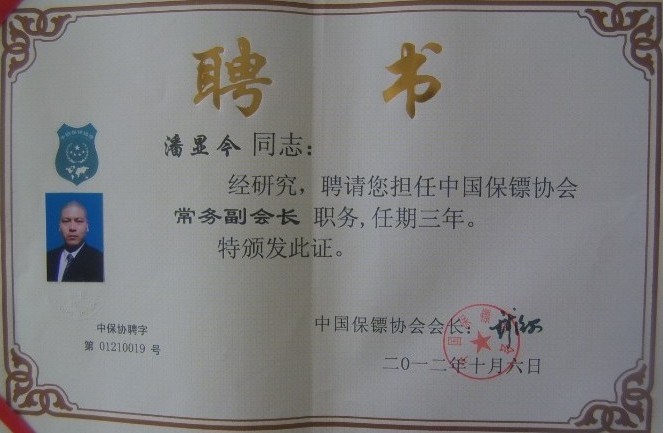 聘 书
潘显今 同志：
经研究，聘请您担任中国保镖协会
常务副会长 职务,任期三年。
特颁发此证。
中保协聘字
第 01210019 号
中国保镖协会会长：
二〇一二年十月六日